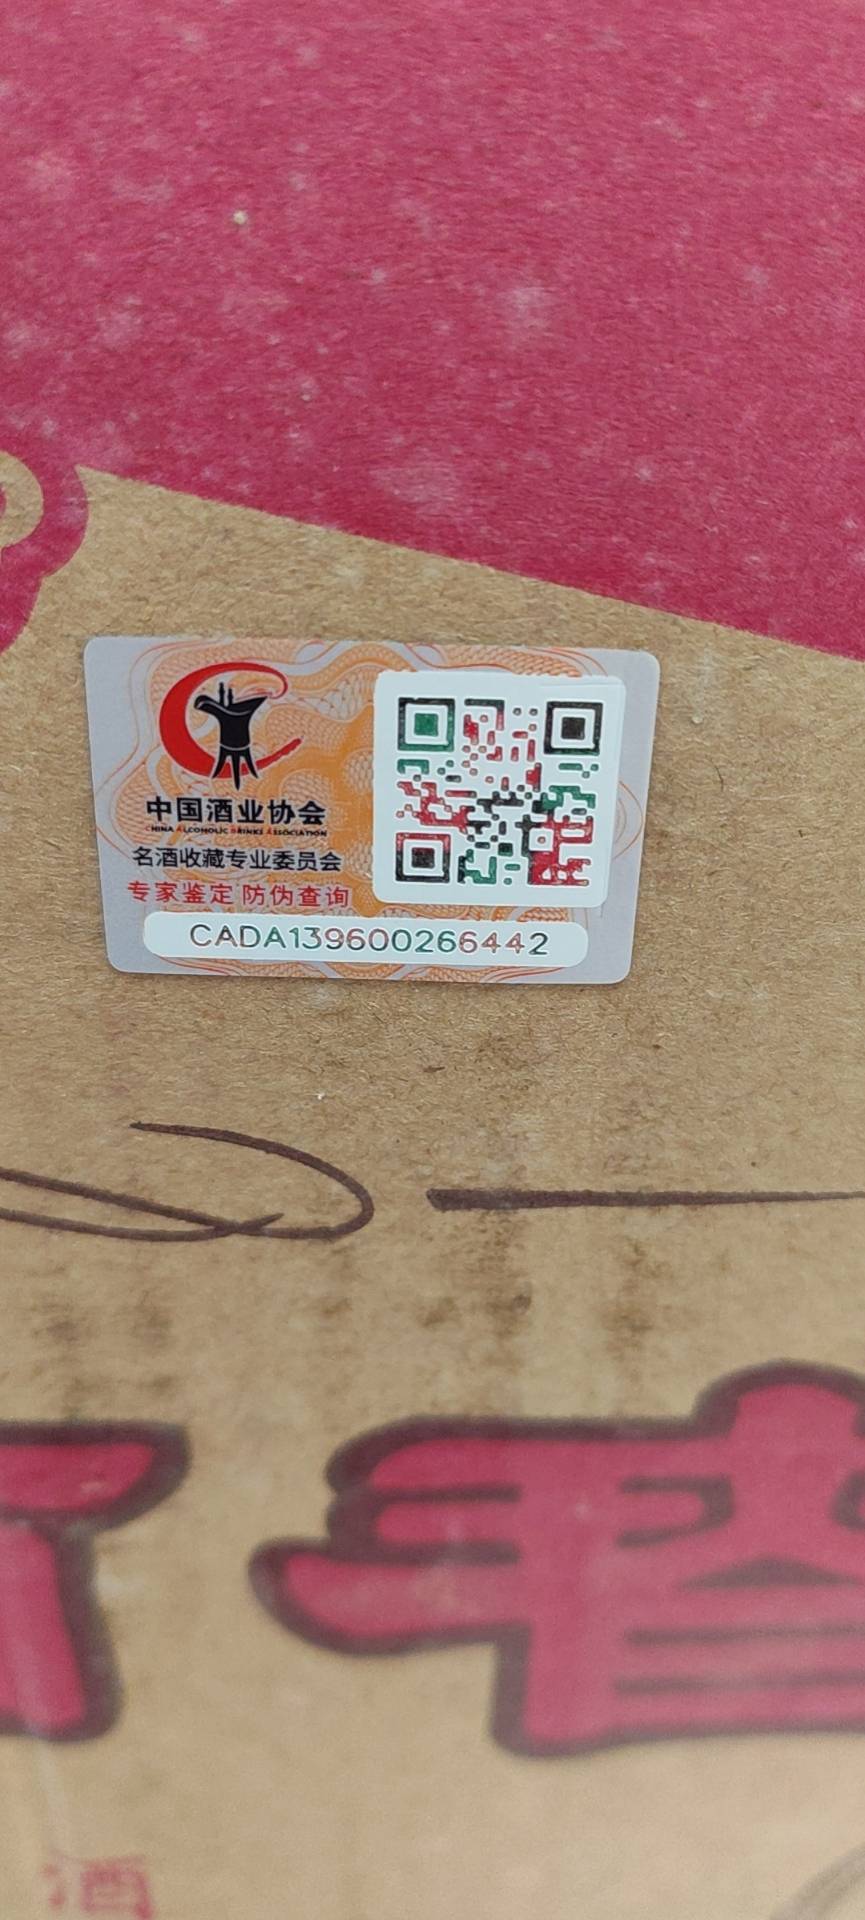 中国酒业协会
CHINA ALCOHOLIC DRINKS ASSOCIATION
名酒收藏专业委员会
专家鉴定 防伪查询
CADA139600266442
酒